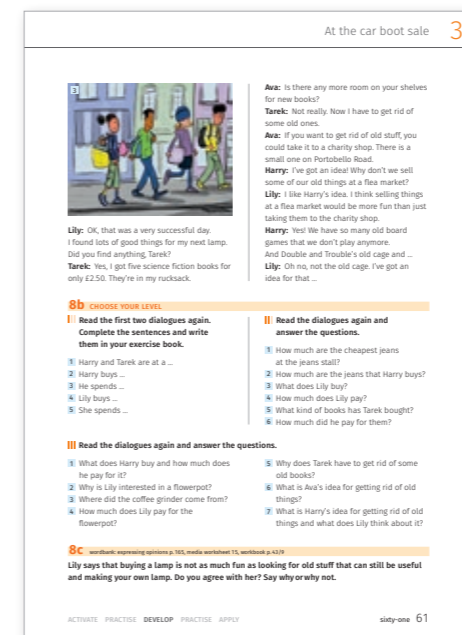 At the car boot sale 3
3
Lily: OK, that was a very successful day.
I found lots of good things for my next lamp.
Did you find anything, Tarek?
Tarek: Yes, I got five science fiction books for
only £2.50. They're in my rucksack.
Ava: Is there any more room on your shelves
for new books?
Tarek: Not really. Now I have to get rid of
some old ones.
Ava: If you want to get rid of old stuff, you
could take it to a charity shop. There is a
small one on Portobello Road.
Harry: I've got an idea! Why don't we sell
some of our old things at a flea market?
Lily: I like Harry's idea. I think selling things
at a flea market would be more fun than just
taking them to the charity shop.
Harry: Yes! We have so many old board
games that we don't play anymore.
And Double and Trouble's old cage and ...
Lily: Oh no, not the old cage. I've got an
idea for that ...
8b CHOOSE YOUR LEVEL
Read the first two dialogues again.
Complete the sentences and write
them in your exercise book.
1 Harry and Tarek are at a ...
2 Harry buys ...
3 He spends ...
4 Lily buys ...
5 She spends ...
Read the dialogues again and
answer the questions.
1 How much are the cheapest jeans
at the jeans stall?
2 How much are the jeans that Harry buys?
3 What does Lily buy?
4 How much does Lily pay?
5 What kind of books has Tarek bought?
6 How much did he pay for them?
Read the dialogues again and answer the questions.
1 What does Harry buy and how much does
he pay for it?
2 Why is Lily interested in a flowerpot?
3 Where did the coffee grinder come from?
4 How much does Lily pay for the
flowerpot?
5 Why does Tarek have to get rid of some
old books?
6 What is Ava's idea for getting rid of old
things?
7 What is Harry's idea for getting rid of old
things and what does Lily think about it?
8c wordbank: expressing opinions p. 165, media worksheet 15, workbook p. 43/9
Lily says that buying a lamp is not as much fun as looking for old stuff that can still be useful
and making your own lamp. Do you agree with her? Say why or why not.
ACTIVATE PRACTISE DEVELOP PRACTISE APPLY
sixty-one 61